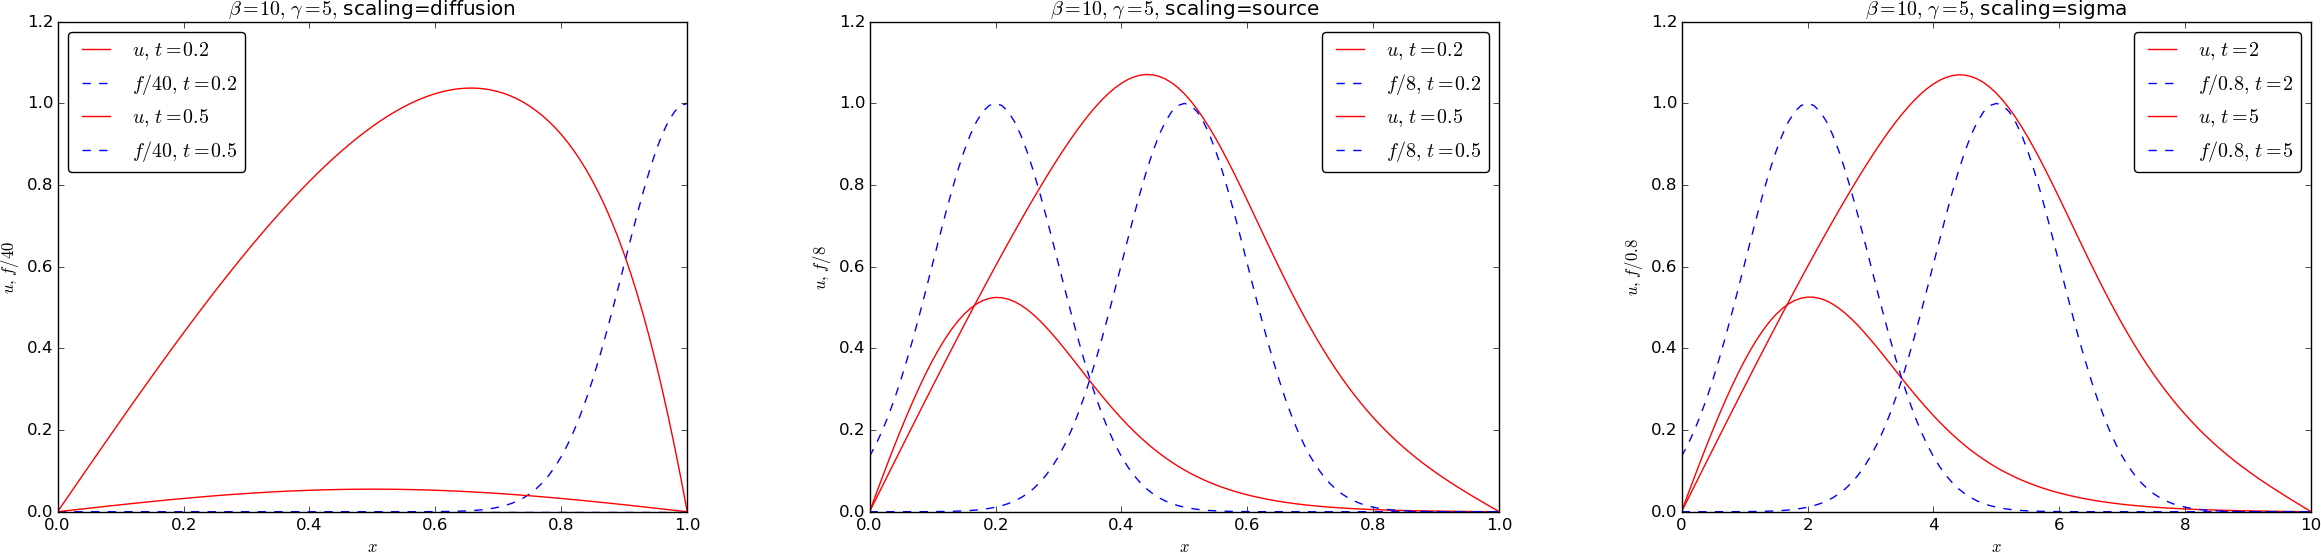 β=10, γ=5, scaling=diffusion
1.2
1.0
0.8
0.6
0.4
0.2
0.0
u, f/40
u, t=0.2
f/40, t=0.2
u, t=0.5
f/40, t=0.5
0.0 0.2 0.4 0.6 0.8 1.0
x
β=10, γ=5, scaling=source
1.2
1.0
0.8
0.6
0.4
0.2
0.0
u, f/8
u, t=0.2
f/8, t=0.2
u, t=0.5
f/8, t=0.5
0.0 0.2 0.4 0.6 0.8 1.0
x
β=10, γ=5, scaling=sigma
1.2
1.0
0.8
0.6
0.4
0.2
0.0
u, f/0.8
u, t=2
f/0.8, t=2
u, t=5
f/0.8, t=5
0 2 4 6 8 10
x